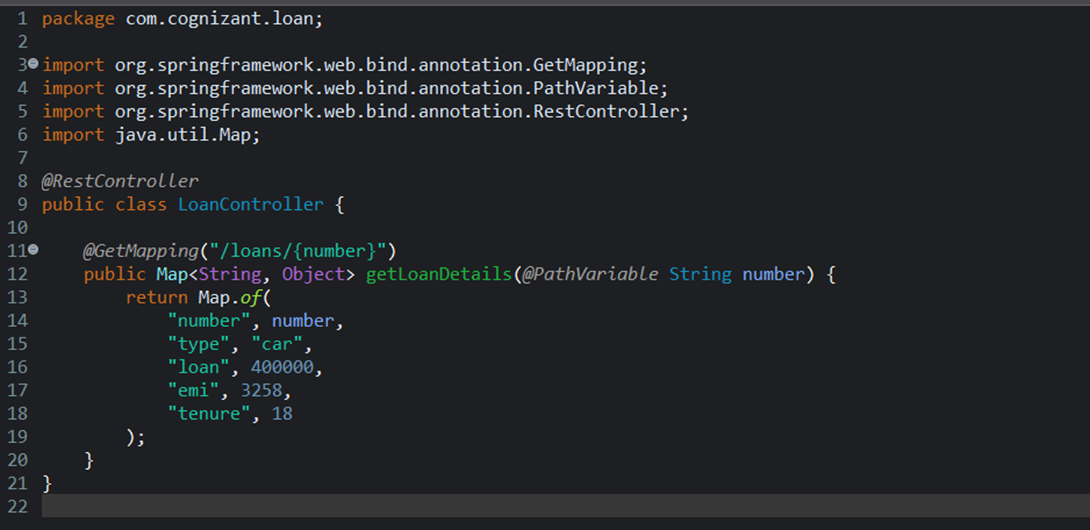 1 package com.cognizant.loan;
2
3 import org.springframework.web.bind.annotation.GetMapping;
4 import org.springframework.web.bind.annotation.PathVariable;
5 import org.springframework.web.bind.annotation.RestController;
6 import java.util.Map;
7
8 @RestController
9 public class LoanController {
10
11     @GetMapping("/loans/{number}")
12     public Map<String, Object> getLoanDetails(@PathVariable String number) {
13         return Map.of(
14             "number", number,
15             "type", "car",
16             "loan", 400000,
17             "emi", 3258,
18             "tenure", 18
19         );
20     }
21 }
22